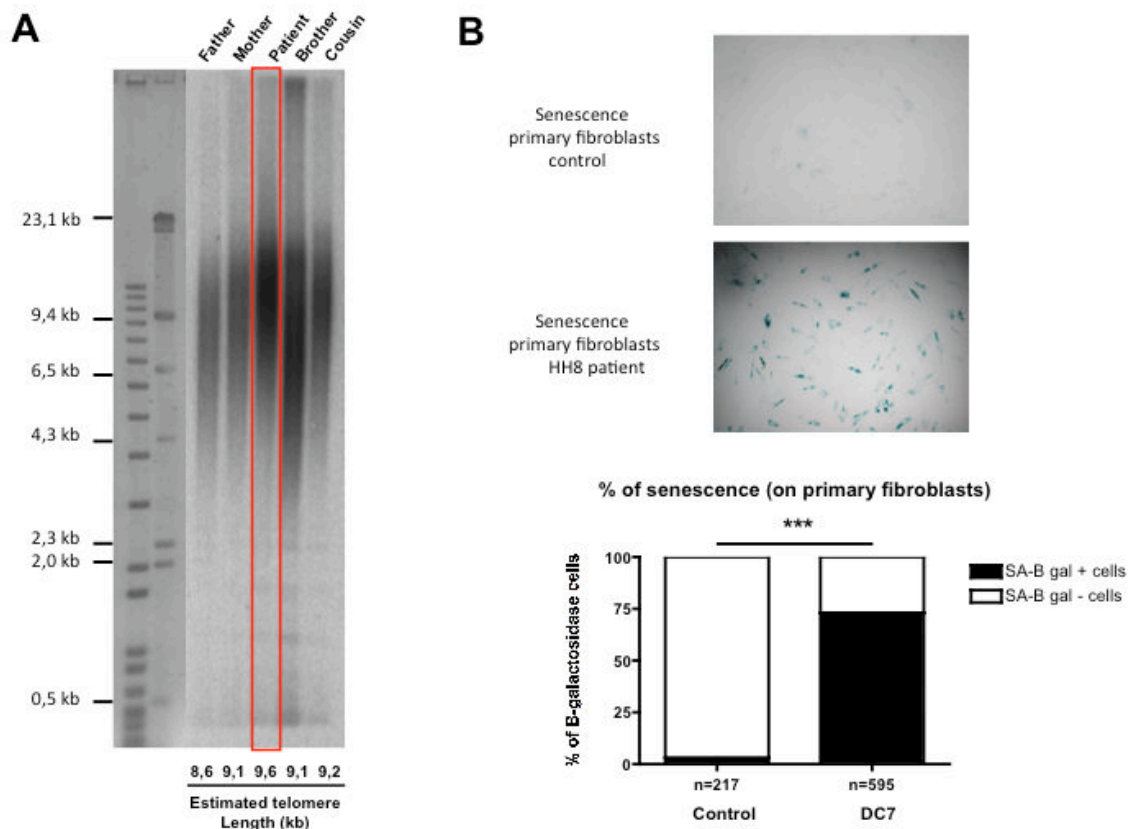 A
Father Mother Patient Brother Cousin
23,1 kb
9,4 kb
6,5 kb
4,3 kb
2,3 kb
2,0 kb
0,5 kb
8,6 9,1 9,6 9,1 9,2
Estimated telomere
Length (kb)
B
Senescence
primary fibroblasts
control
Senescence
primary fibroblasts
HH8 patient
% of senescence (on primary fibroblasts)
***
% of B-galactosidase cells
100
75
50
25
0
n=217 n=595
Control DC7
SA-B gal + cells
SA-B gal - cells